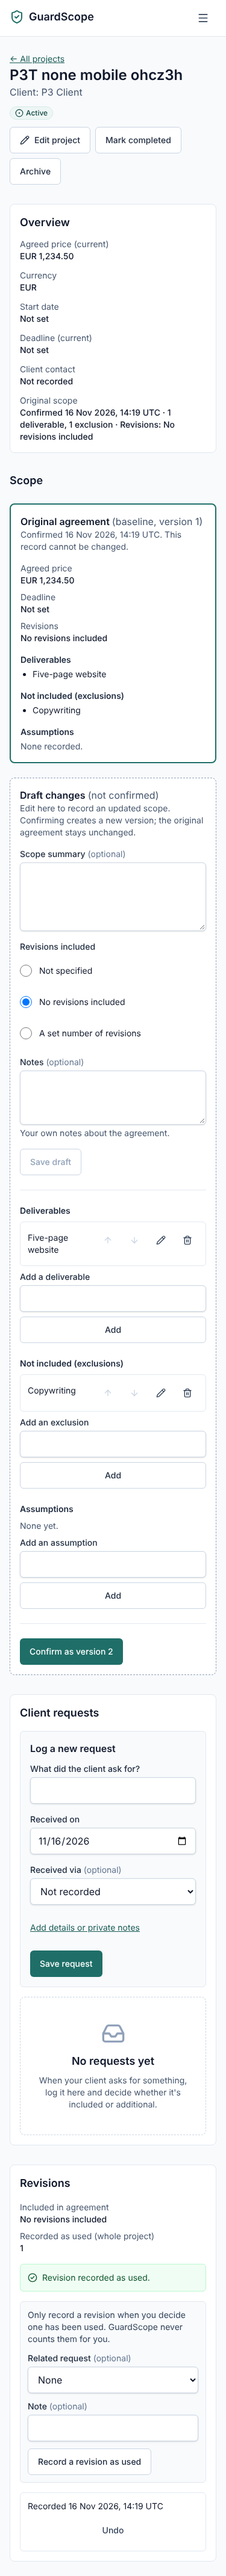 GuardScope
← All projects
P3T none mobile ohcz3h
Client: P3 Client
Active
Edit project
Mark completed
Archive
Overview
Agreed price (current)
EUR 1,234.50
Currency
EUR
Start date
Not set
Deadline (current)
Not set
Client contact
Not recorded
Original scope
Confirmed 16 Nov 2026, 14:19 UTC · 1
deliverable, 1 exclusion · Revisions: No
revisions included
Scope
Original agreement (baseline, version 1)
Confirmed 16 Nov 2026, 14:19 UTC. This
record cannot be changed.
Agreed price
EUR 1,234.50
Deadline
Not set
Revisions
No revisions included
Deliverables
• Five-page website
Not included (exclusions)
• Copywriting
Assumptions
None recorded.
Draft changes (not confirmed)
Edit here to record an updated scope.
Confirming creates a new version; the original
agreement stays unchanged.
Scope summary (optional)
Revisions included
Not specified
No revisions included
A set number of revisions
Notes (optional)
Your own notes about the agreement.
Save draft
Deliverables
Five-page
website
Add a deliverable
Add
Not included (exclusions)
Copywriting
Add an exclusion
Add
Assumptions
None yet.
Add an assumption
Add
Confirm as version 2
Client requests
Log a new request
What did the client ask for?
Received on
11/16/2026
Received via (optional)
Not recorded
Add details or private notes
Save request
No requests yet
When your client asks for something,
log it here and decide whether it's
included or additional.
Revisions
Included in agreement
No revisions included
Recorded as used (whole project)
1
Revision recorded as used.
Only record a revision when you decide
one has been used. GuardScope never
counts them for you.
Related request (optional)
None
Note (optional)
Record a revision as used
Recorded 16 Nov 2026, 14:19 UTC
Undo